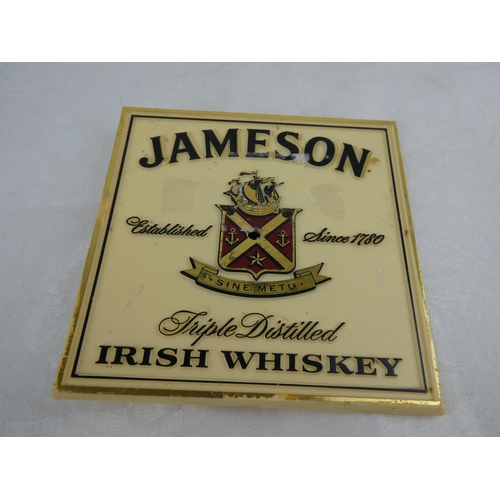 JAMESON
Established Since 1780
SINE METU
Triple Distilled
IRISH WHISKEY